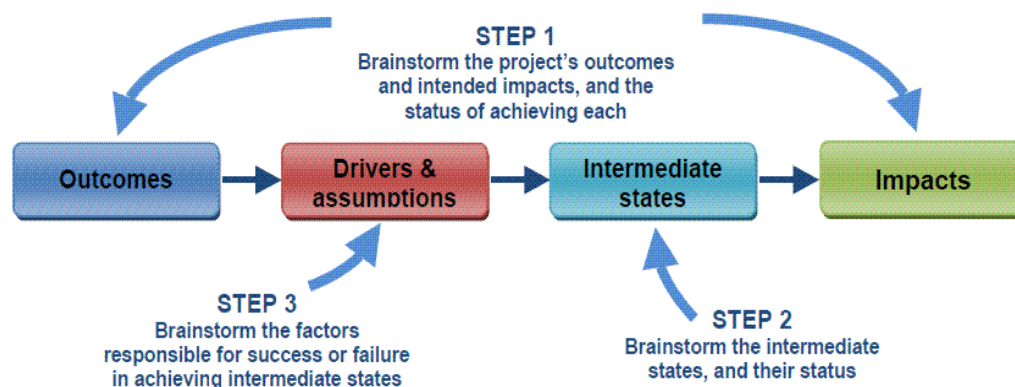 STEP 1
Brainstorm the project's outcomes
and intended impacts, and the
status of achieving each
Outcomes
Drivers &
assumptions
Intermediate
states
Impacts
STEP 3
Brainstorm the factors
responsible for success or failure
in achieving intermediate states
STEP 2
Brainstorm the intermediate
states, and their status